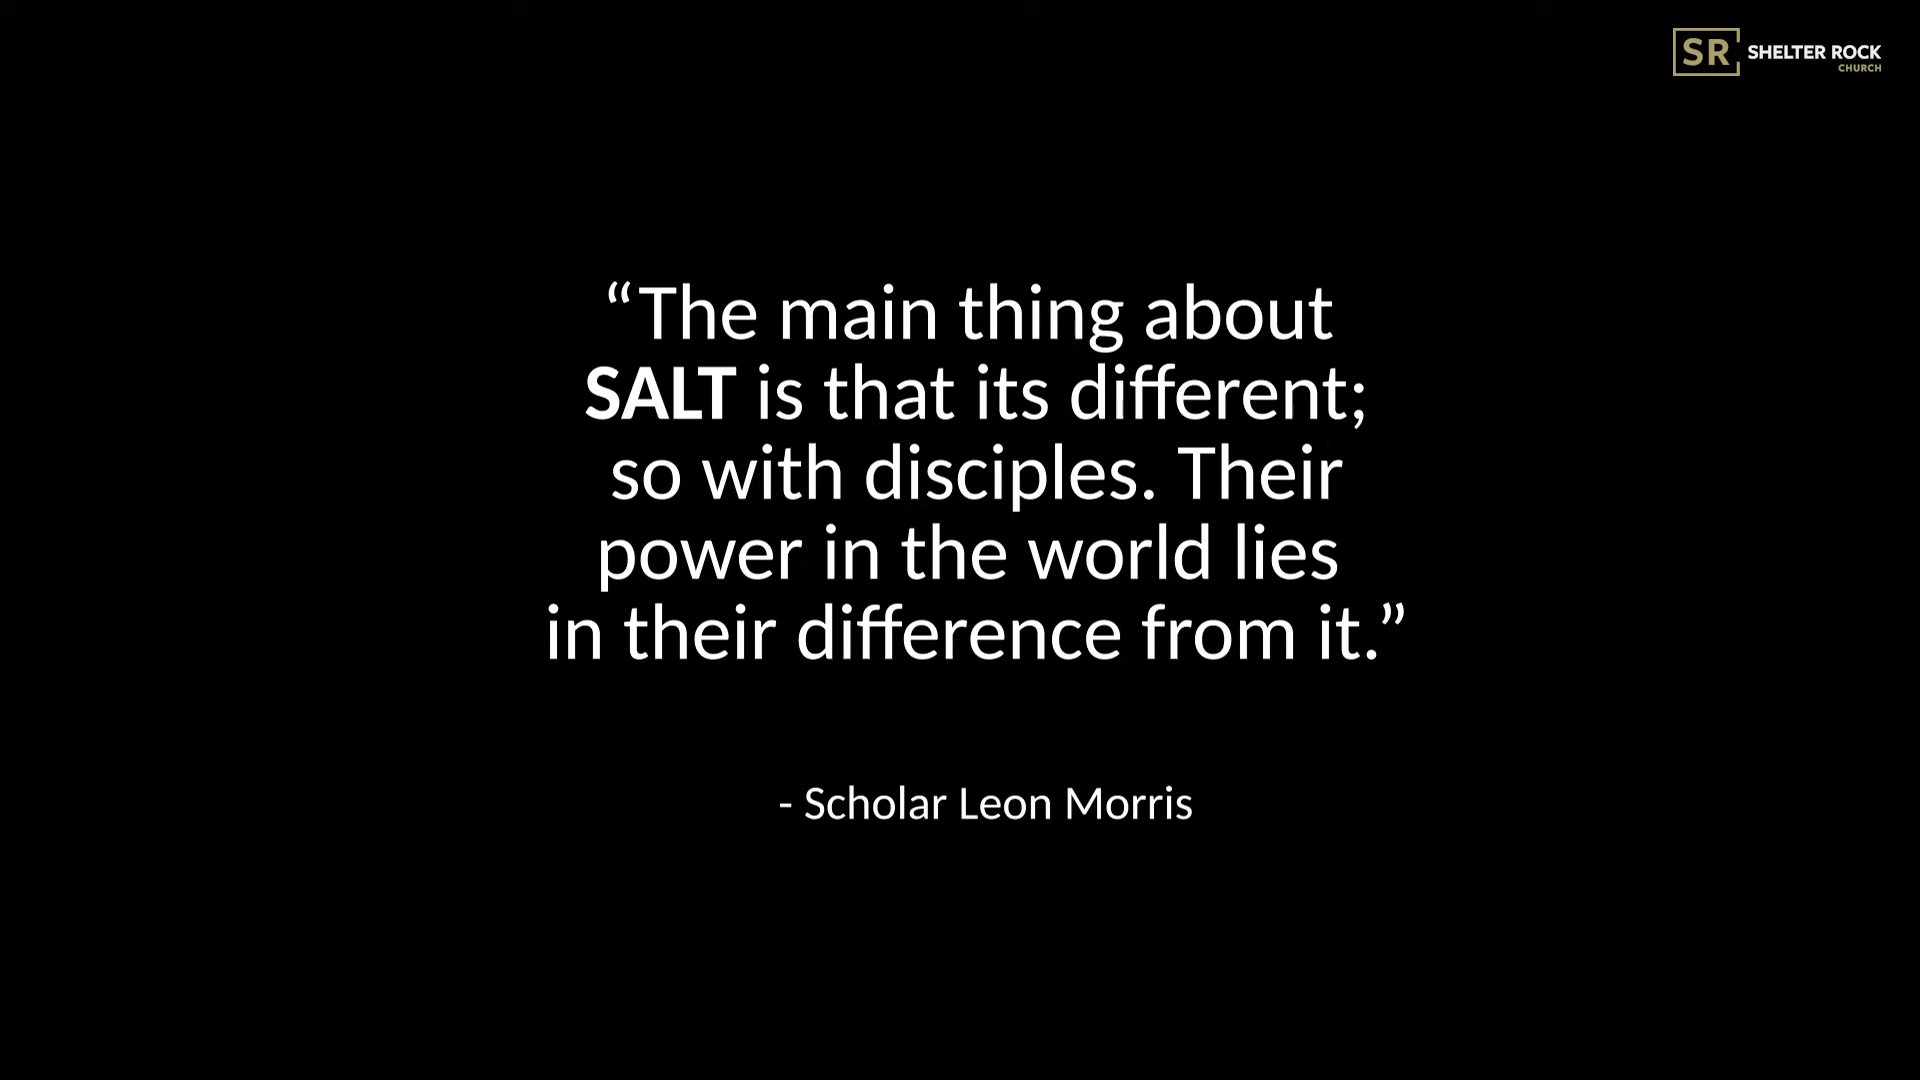 SR SHELTER ROCK
CHURCH
“The main thing about
SALT is that its different;
so with disciples. Their
power in the world lies
in their difference from it.”
- Scholar Leon Morris